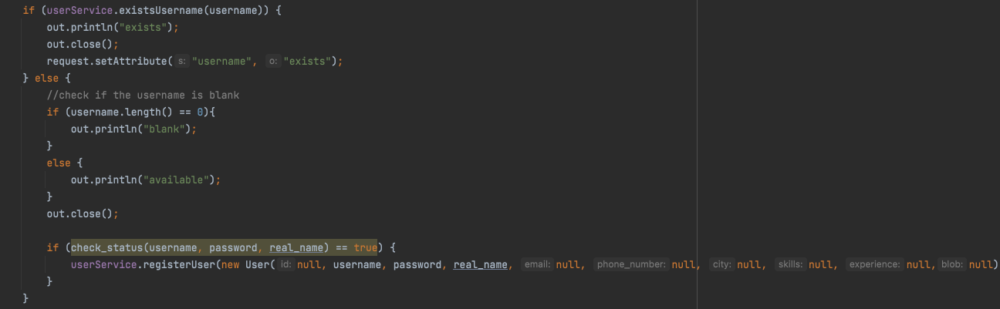 if (userService.existsUsername(username)) {
out.println("exists");
out.close();
request.setAttribute( s: "username", o: "exists");
} else {
//check if the username is blank
if (username.length() == 0){
out.println("blank");
}
else {
out.println("available");
}
out.close();
if (check_status(username, password, real_name) == true) {
userService.registerUser(new User( id: null, username, password, real_name, email: null, phone_number: null, city: null, skills: null, experience: null, blob: null)
}
}